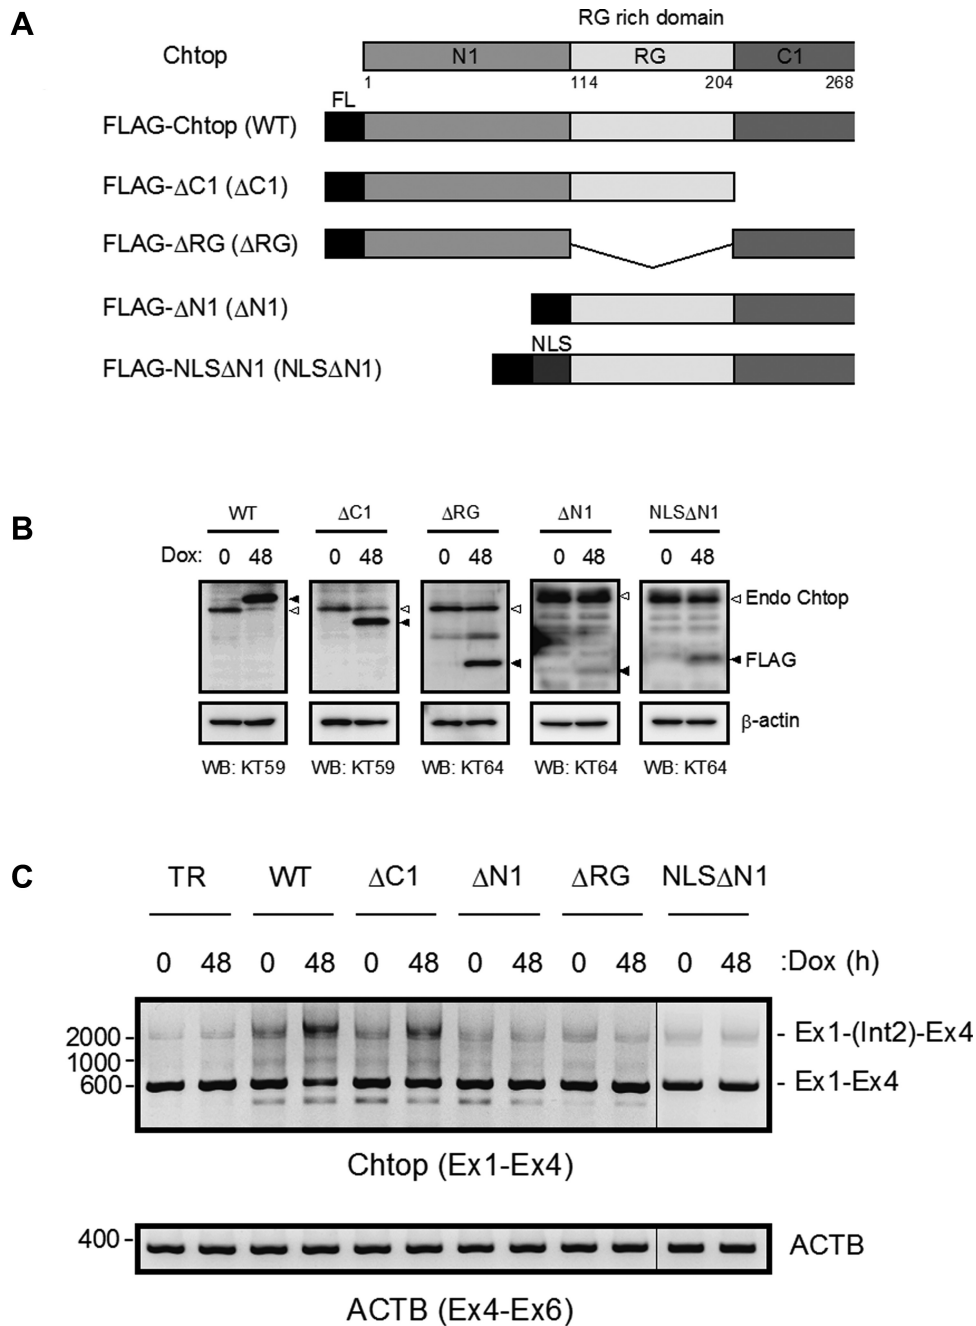 A
RG rich domain
Chtop N1 RG C1
1 114 204 268
FL
FLAG-Chtop (WT)
FLAG-ΔC1 (ΔC1)
FLAG-ΔRG (ΔRG)
FLAG-ΔN1 (ΔN1)
NLS
FLAG-NLSΔN1 (NLSΔN1)
B
WT ΔC1 ΔRG ΔN1 NLSΔN1
Dox: 0 48 0 48 0 48 0 48 0 48
Endo Chtop
FLAG
β-actin
WB: KT59 WB: KT59 WB: KT64 WB: KT64 WB: KT64
C
TR WT ΔC1 ΔN1 ΔRG NLSΔN1
0 48 0 48 0 48 0 48 0 48 0 48 :Dox (h)
2000 - - Ex1-(Int2)-Ex4
1000 -
600 - - Ex1-Ex4
Chtop (Ex1-Ex4)
400 - ACTB
ACTB (Ex4-Ex6)